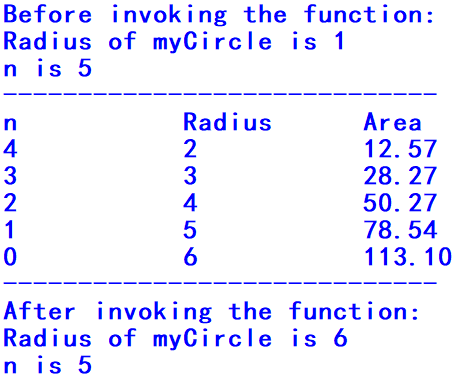 Before invoking the function:
Radius of myCircle is 1
n is 5
-----------------------------
n Radius Area
4 2 12.57
3 3 28.27
2 4 50.27
1 5 78.54
0 6 113.10
-----------------------------
After invoking the function:
Radius of myCircle is 6
n is 5